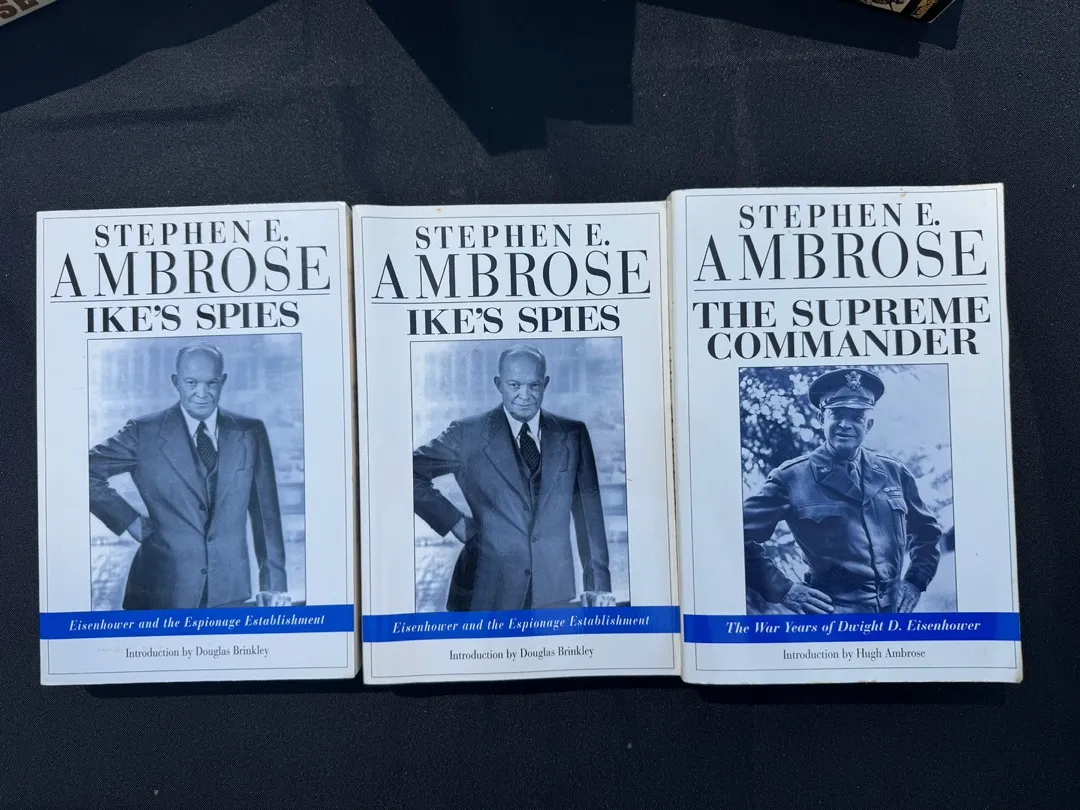 STEPHEN E.
AMBROSE
IKE'S SPIES
Eisenhower and the Espionage Establishment
Introduction by Douglas Brinkley
STEPHEN E.
AMBROSE
IKE'S SPIES
Eisenhower and the Espionage Establishment
Introduction by Douglas Brinkley
STEPHEN E.
AMBROSE
THE SUPREME
COMMANDER
The War Years of Dwight D. Eisenhower
Introduction by Hugh Ambrose